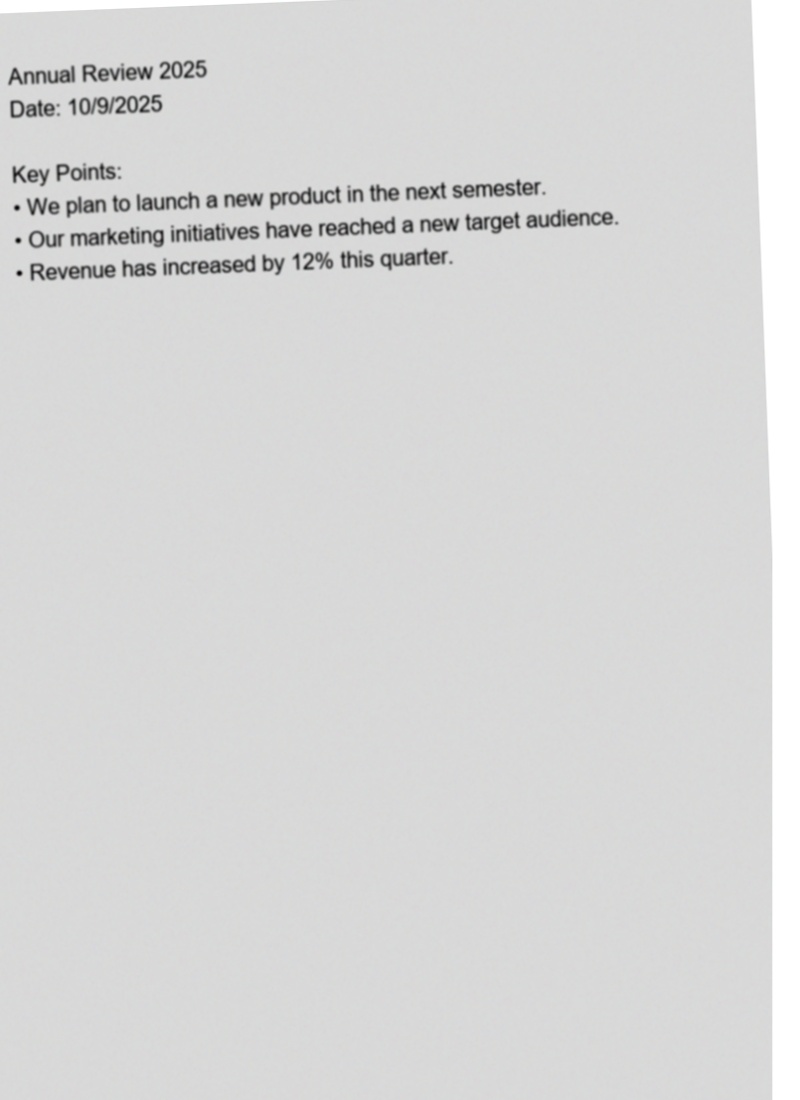 Annual Review 2025
Date: 10/9/2025
Key Points:
• We plan to launch a new product in the next semester.
• Our marketing initiatives have reached a new target audience.
• Revenue has increased by 12% this quarter.